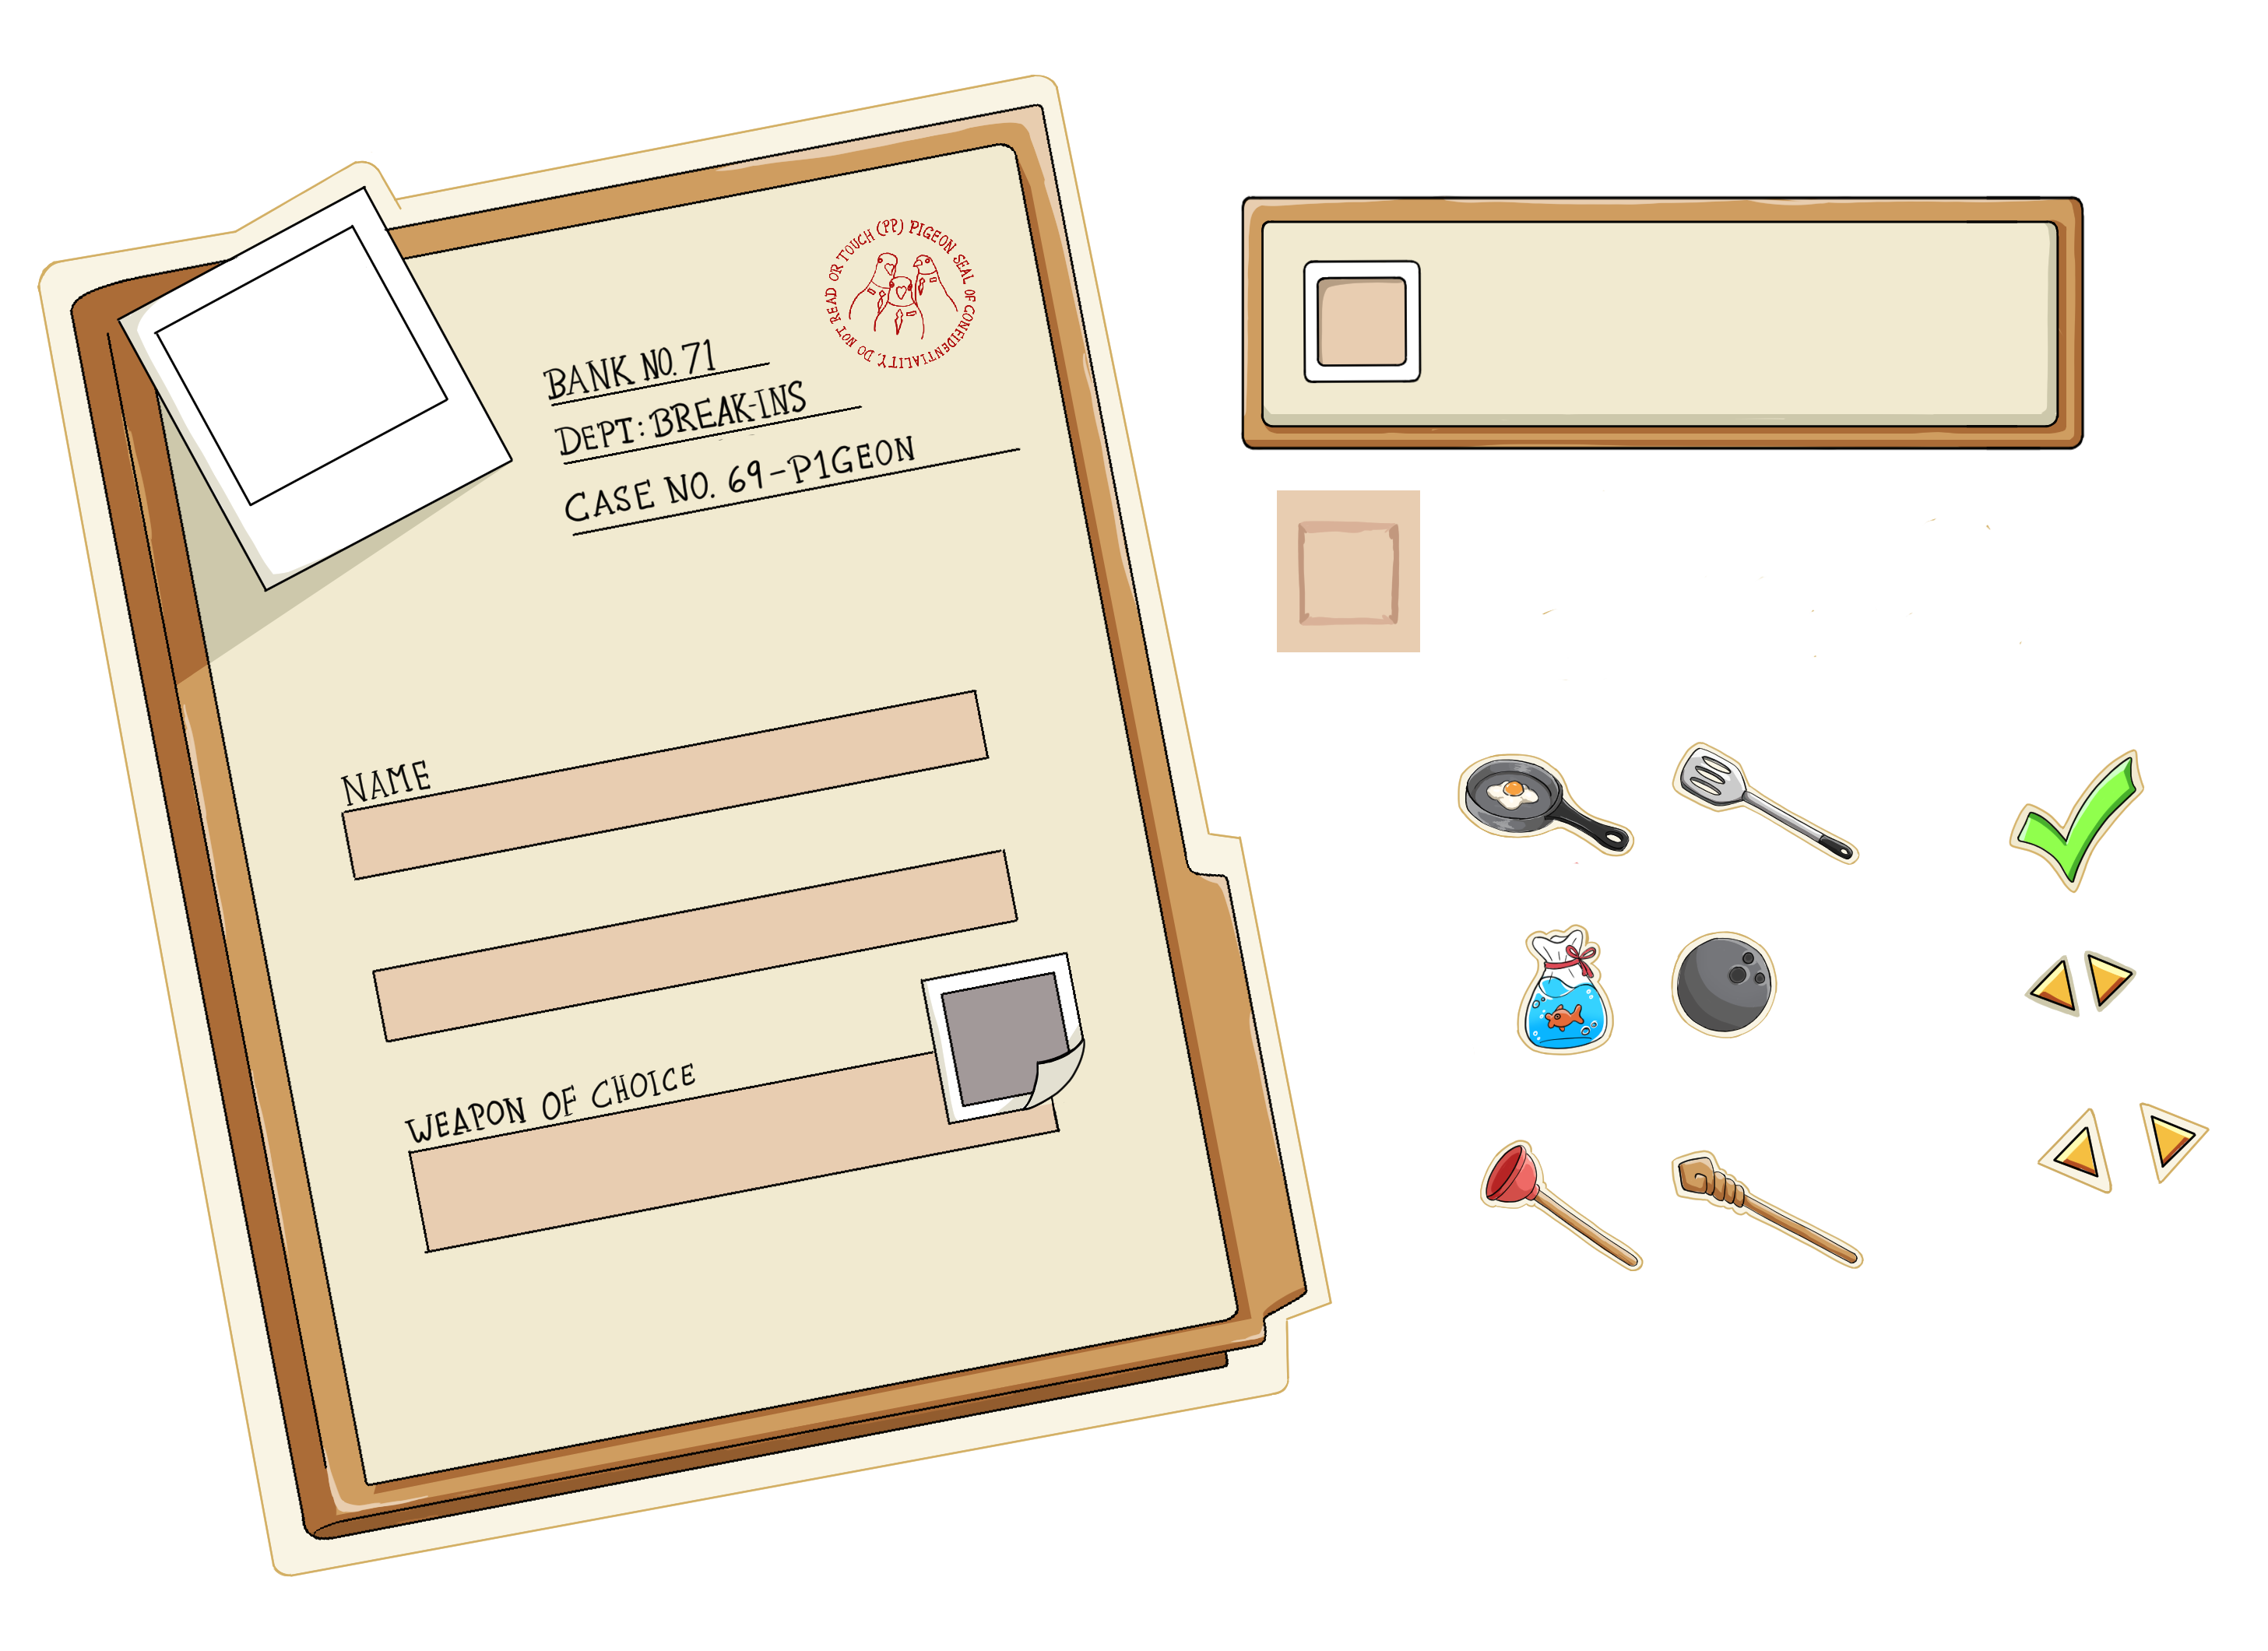 (PP) PIGEON SEAL OF CONFIDENTIALITY. DO NOT READ OR TOUCH
BANK NO. 71
DEPT: BREAK-INS
CASE NO. 69-P1GEON
NAME
WEAPON OF CHOICE